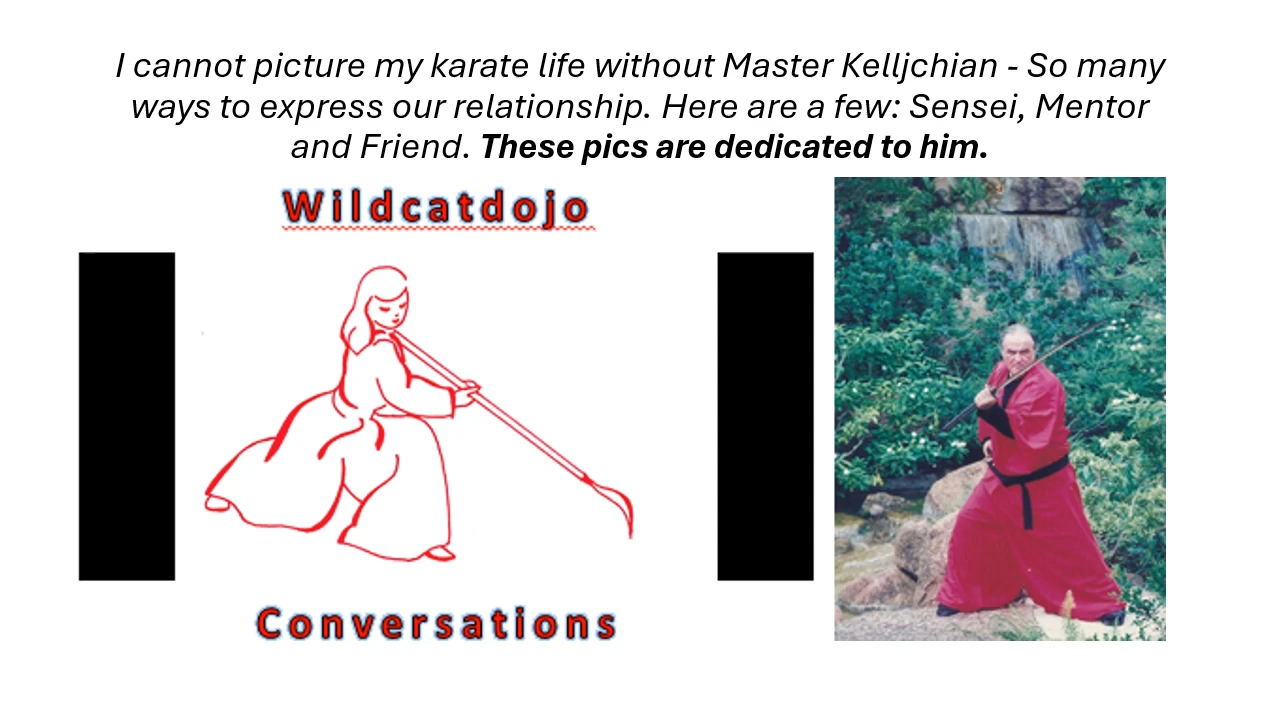 I cannot picture my karate life without Master Kelljchian - So many
ways to express our relationship. Here are a few: Sensei, Mentor
and Friend. These pics are dedicated to him.
Wildcatdojo
Conversations